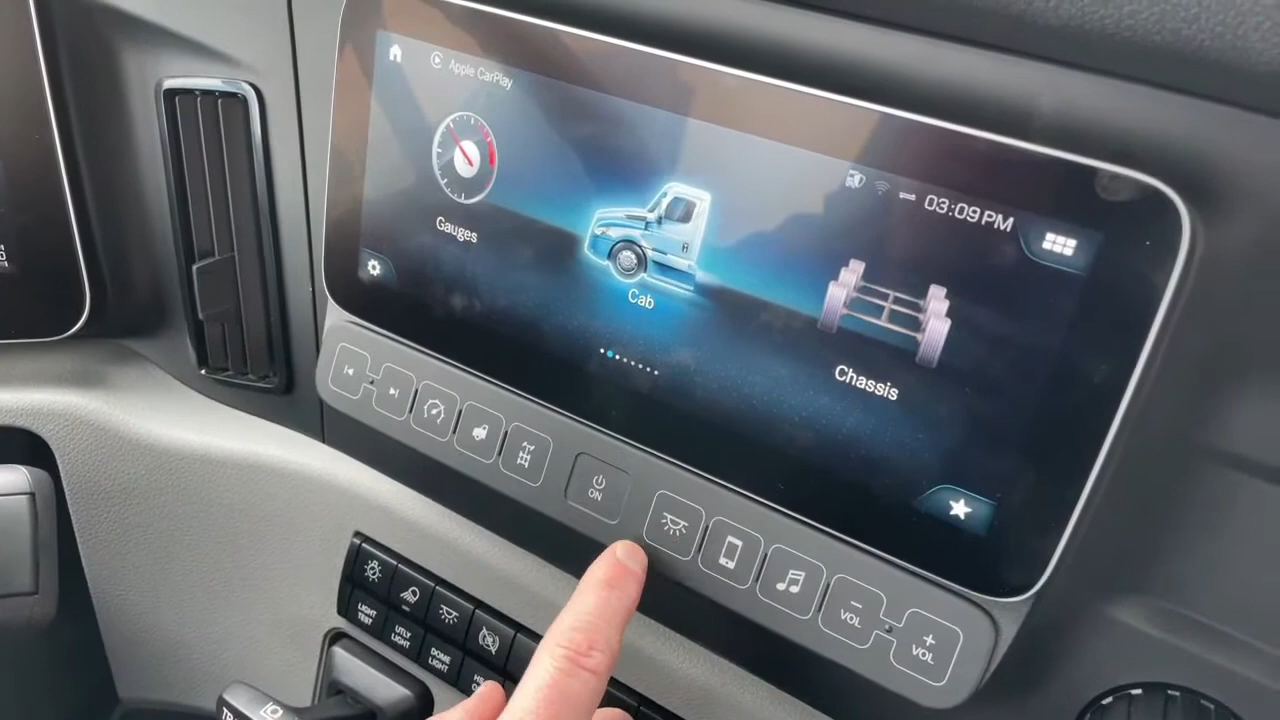 Apple CarPlay
03:09 PM
Gauges
Cab
Chassis
ON
VOL
VOL
LIGHT
TEST
UTLY
LIGHT
DOME
LIGHT